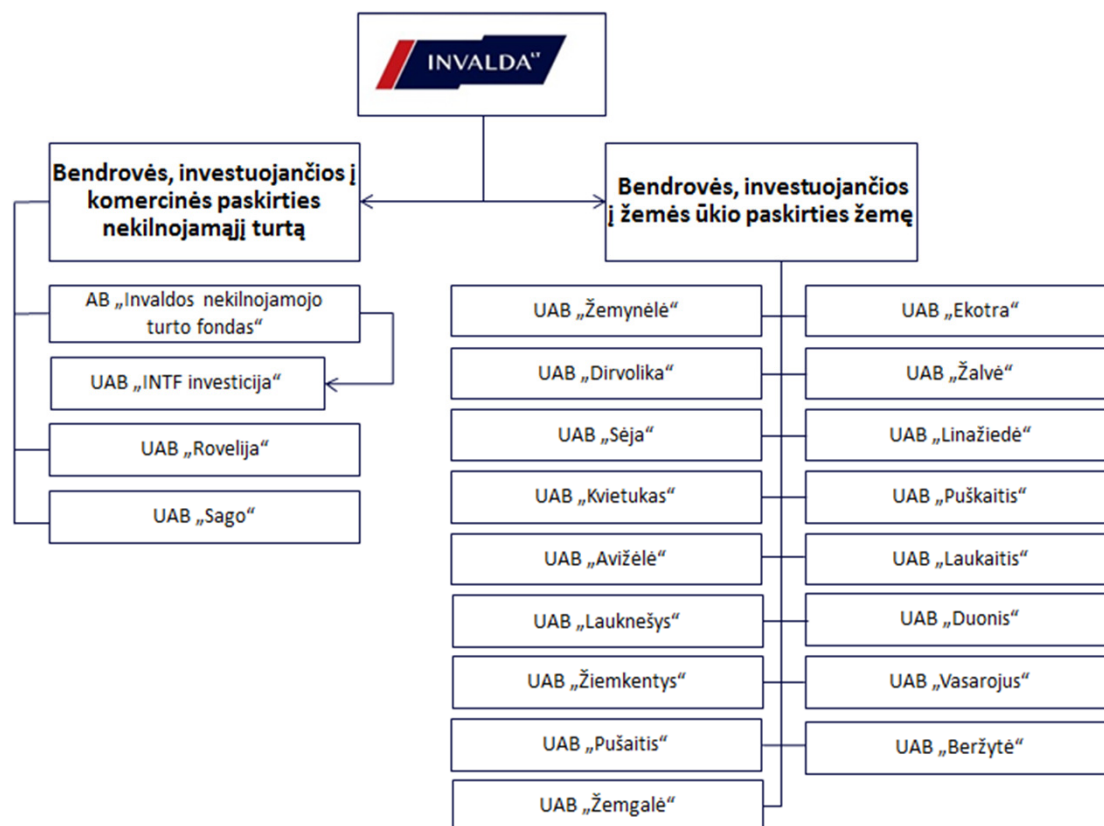 INVALDA LT
Bendrovės, investuojančios į
komercinės paskirties
nekilnojamąjį turtą
Bendrovės, investuojančios
į žemės ūkio paskirties žemę
AB „Invaldos nekilnojamojo
turto fondas“
UAB „INTF investicija“
UAB „Rovelija“
UAB „Sago“
UAB „Žemynėlė“
UAB „Ekotra“
UAB „Dirvolika“
UAB „Žalvė“
UAB „Sėja“
UAB „Linažiedė“
UAB „Kvietukas“
UAB „Puškaitis“
UAB „Avižėlė“
UAB „Laukaitis“
UAB „Lauknešys“
UAB „Duonis“
UAB „Žiemkentys“
UAB „Vasarojus“
UAB „Pušaitis“
UAB „Beržytė“
UAB „Žemgalė“